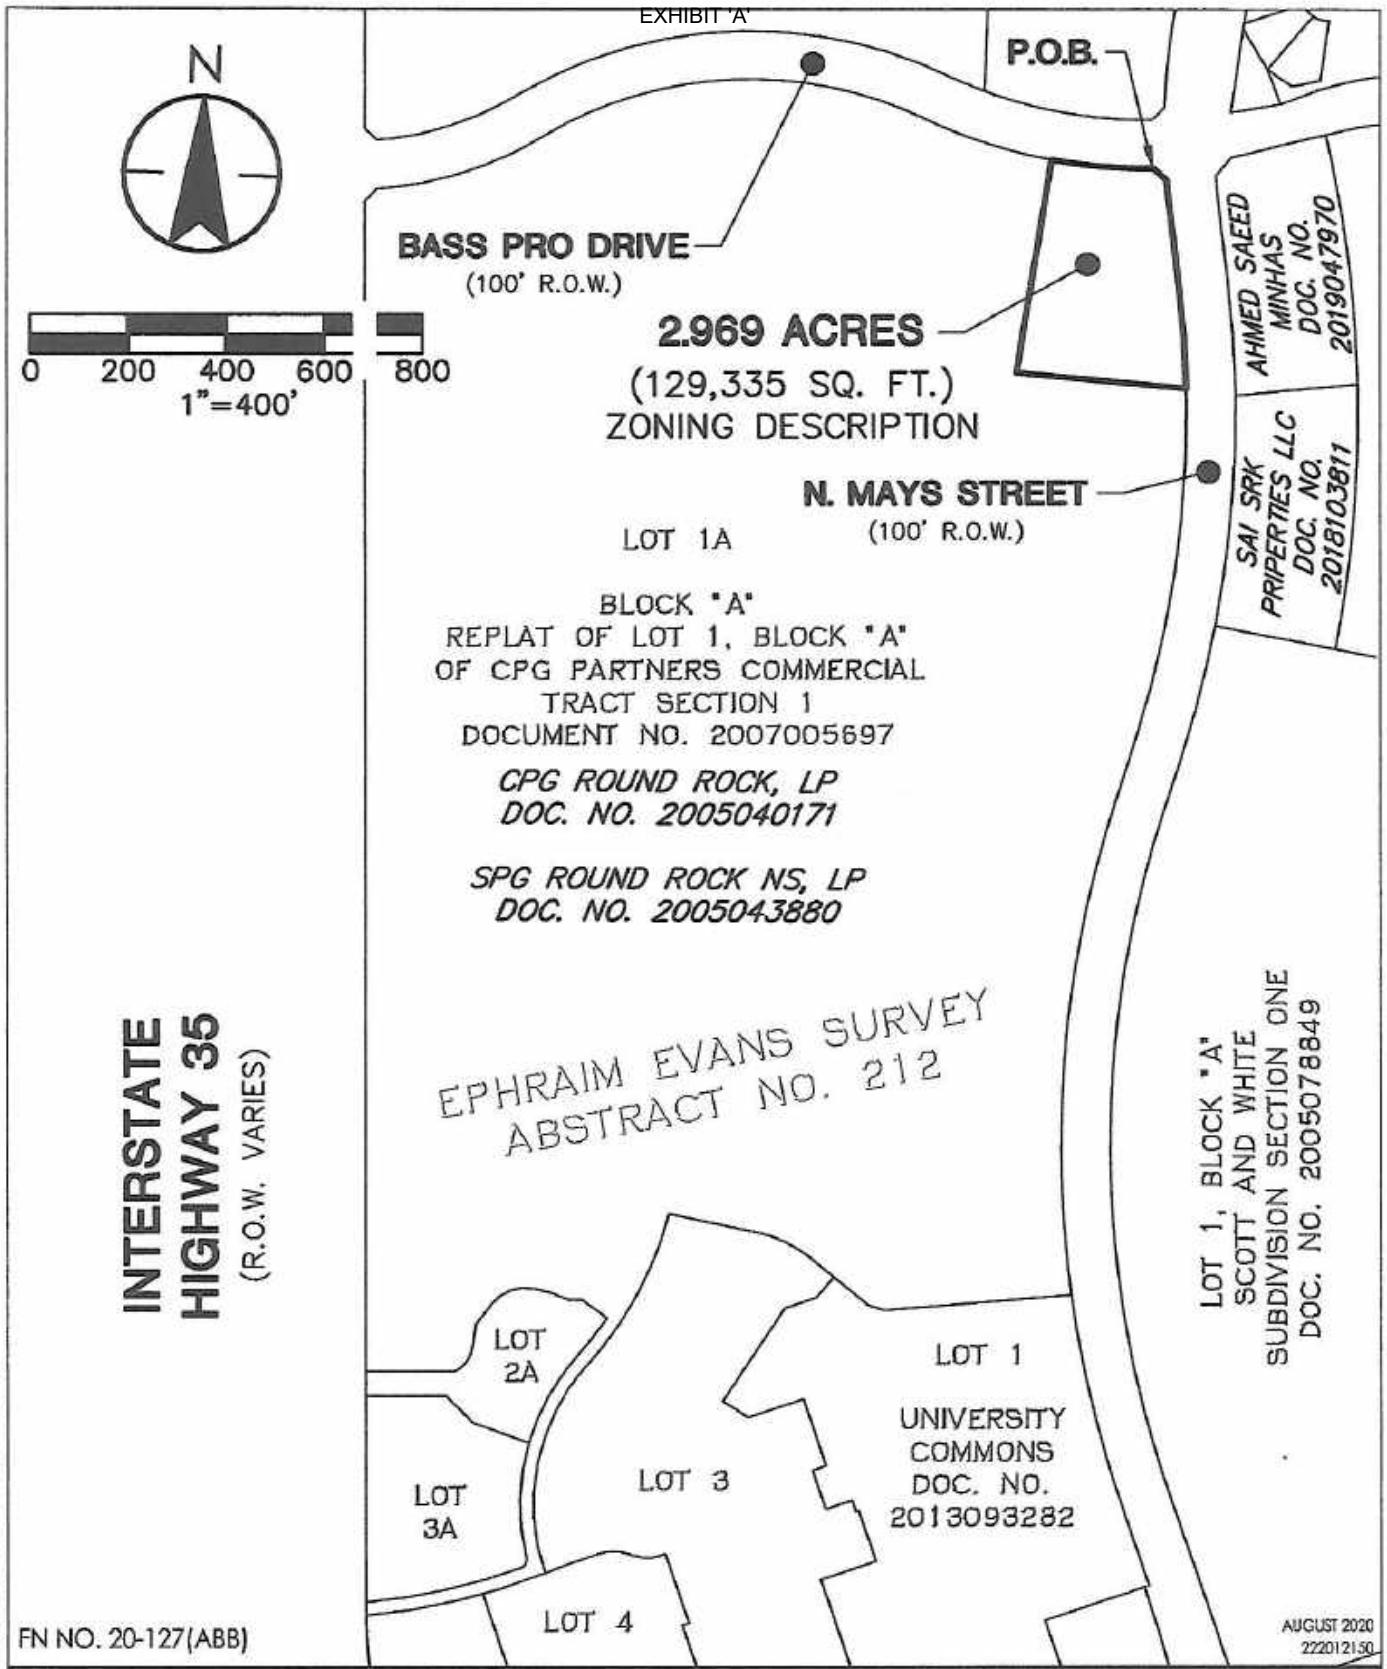 EXHIBIT 'A'
N
P.O.B.
BASS PRO DRIVE
(100' R.O.W.)
0 200 400 600 800
1"=400'
2.969 ACRES
(129,335 SQ. FT.)
ZONING DESCRIPTION
AHMED SAEED
MINHAS
DOC. NO.
2019047970
N. MAYS STREET
(100' R.O.W.)
SAI SRK
PRIPERTIES LLC
DOC. NO.
2018103811
LOT 1A
BLOCK "A"
REPLAT OF LOT 1, BLOCK "A"
OF CPG PARTNERS COMMERCIAL
TRACT SECTION 1
DOCUMENT NO. 2007005697
CPG ROUND ROCK, LP
DOC. NO. 2005040171
SPG ROUND ROCK NS, LP
DOC. NO. 2005043880
EPHRAIM EVANS SURVEY
ABSTRACT NO. 212
INTERSTATE
HIGHWAY 35
(R.O.W. VARIES)
LOT 1, BLOCK "A"
SCOTT AND WHITE
SUBDIVISION SECTION ONE
DOC. NO. 2005078849
LOT
2A
LOT 1
UNIVERSITY
COMMONS
DOC. NO.
2013093282
LOT 3
LOT
3A
LOT 4
FN NO. 20-127(ABB)
AUGUST 2020
222012150